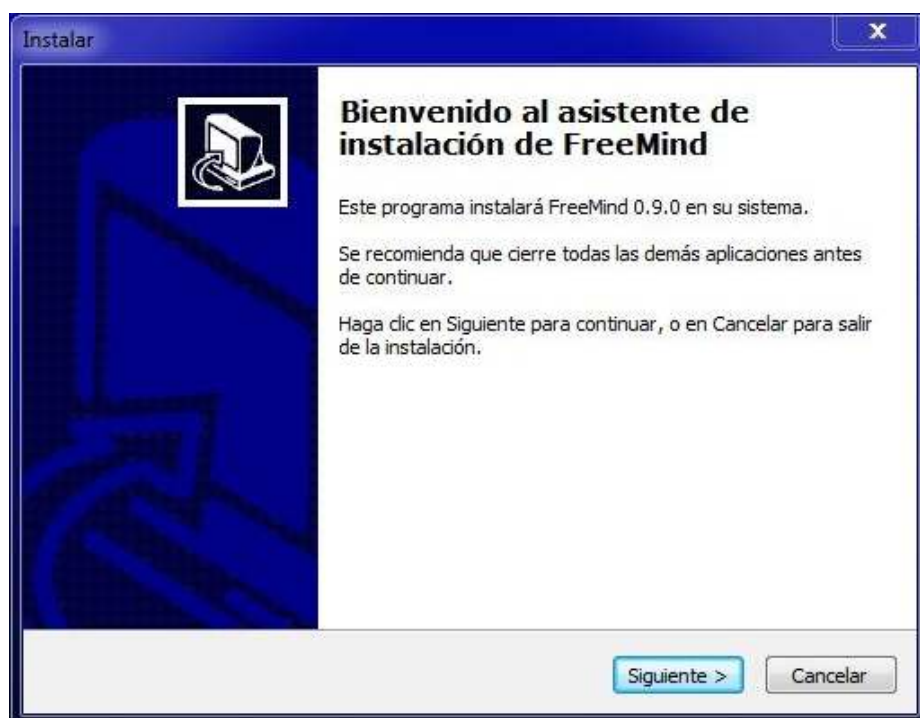 Instalar
Bienvenido al asistente de
instalación de FreeMind
Este programa instalará FreeMind 0.9.0 en su sistema.
Se recomienda que cierre todas las demás aplicaciones antes
de continuar.
Haga clic en Siguiente para continuar, o en Cancelar para salir
de la instalación.
Siguiente >
Cancelar